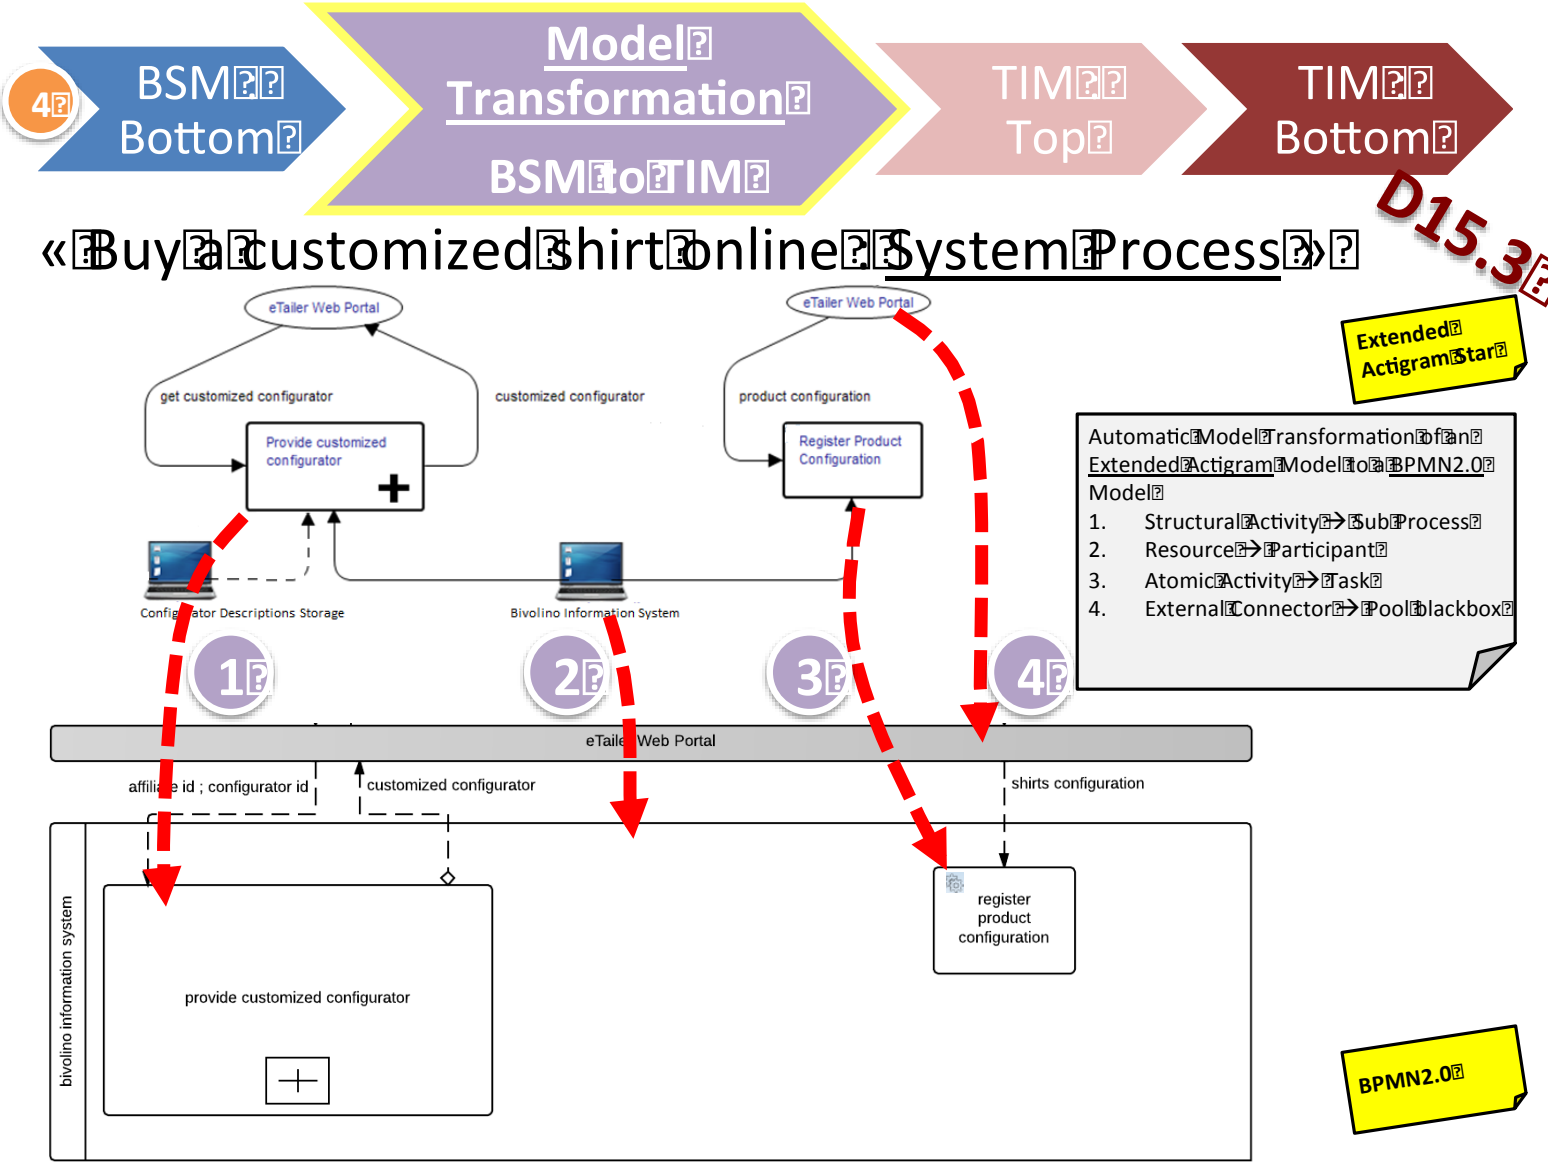 4
BSM
Bottom
Model
Transformation
BSM to TIM
TIM
Top
TIM
Bottom
D15.3
« Buy a customized shirt online : System Process »
eTailer Web Portal
eTailer Web Portal
get customized configurator
customized configurator
product configuration
Provide customized
configurator
Register Product
Configuration
Configurator Descriptions Storage
Bivolino Information System
Extended
Actigram Star
Automatic Model Transformation of an
Extended Actigram Model to a BPMN2.0
Model
1. Structural Activity → Sub Process
2. Resource → Participant
3. Atomic Activity → Task
4. External Connector → Pool blackbox
1
2
3
4
eTailer Web Portal
affiliate id ; configurator id
customized configurator
shirts configuration
bivolino information system
provide customized configurator
register
product
configuration
BPMN2.0